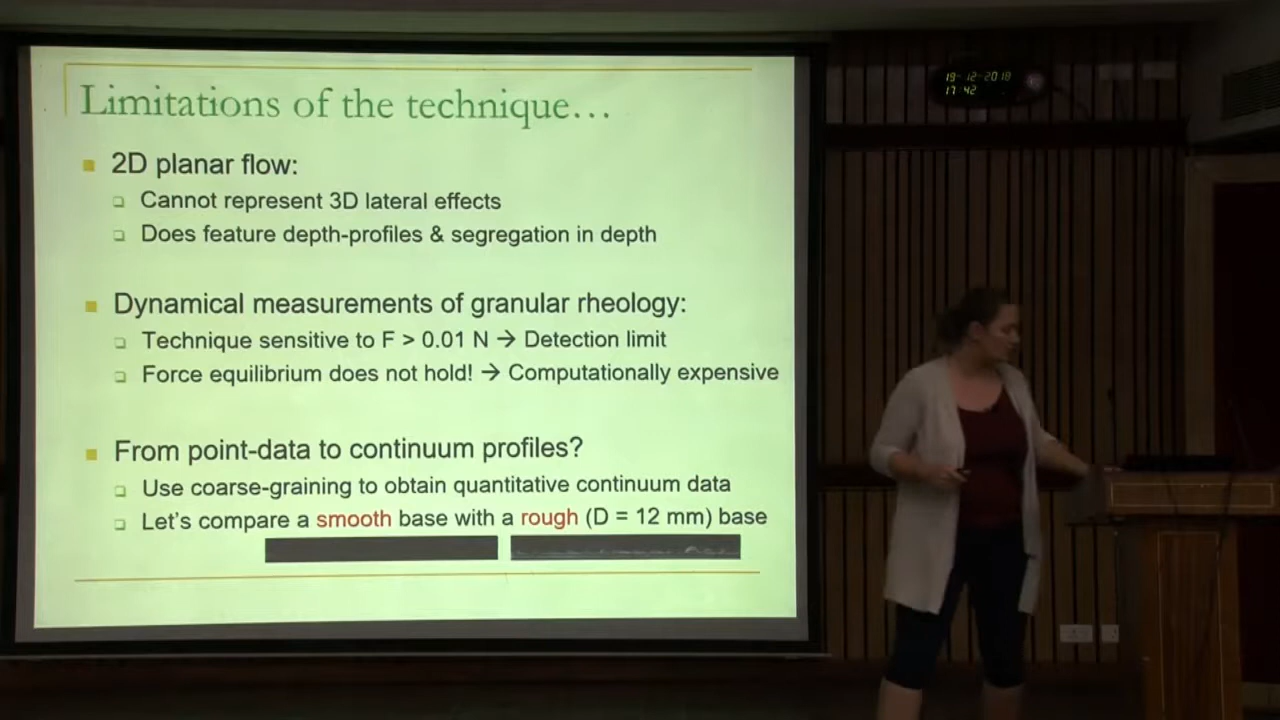 Limitations of the technique…
2D planar flow:
Cannot represent 3D lateral effects
Does feature depth-profiles & segregation in depth
Dynamical measurements of granular rheology:
Technique sensitive to F > 0.01 N → Detection limit
Force equilibrium does not hold! → Computationally expensive
From point-data to continuum profiles?
Use coarse-graining to obtain quantitative continuum data
Let's compare a smooth base with a rough (D = 12 mm) base
19-12-2018
17 42